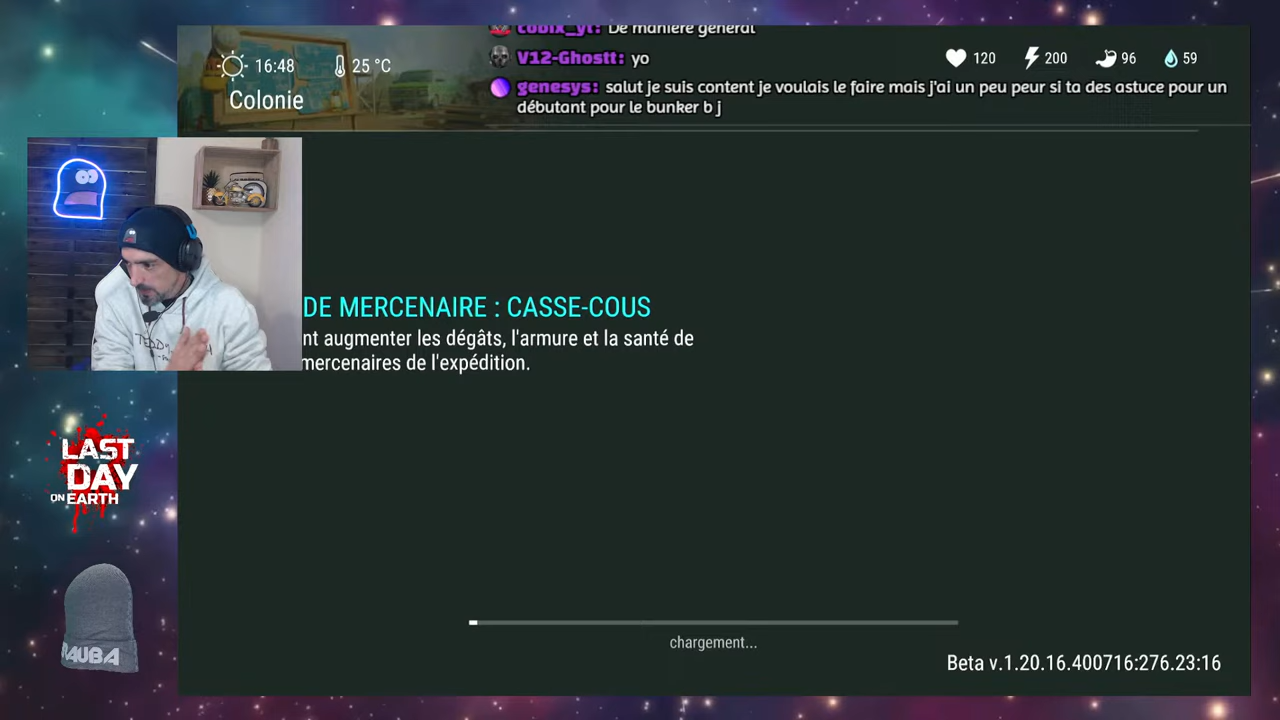 coolx_yt: De manière général
V12-Ghostt: yo
genesys: salut je suis content je voulais le faire mais j'ai un peu peur si ta des astuce pour un
débutant pour le bunker b j
16:48
25 °C
120
200
96
59
Colonie
DE MERCENAIRE : CASSE-COUS
nt augmenter les dégâts, l'armure et la santé de
mercenaires de l'expédition.
LAST
DAY
ON EARTH
RAUBA
chargement...
Beta v.1.20.16.400716:276.23:16